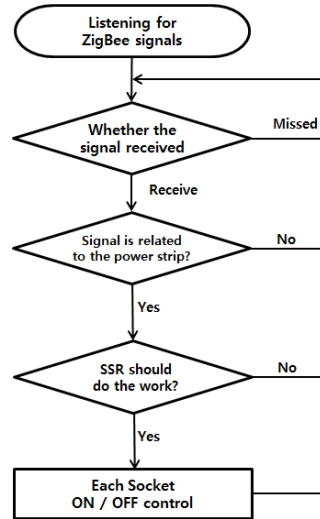 Listening for
ZigBee signals
Whether the
signal received
Missed
Receive
Signal is related
to the power strip?
No
Yes
SSR should
do the work?
No
Yes
Each Socket
ON / OFF control